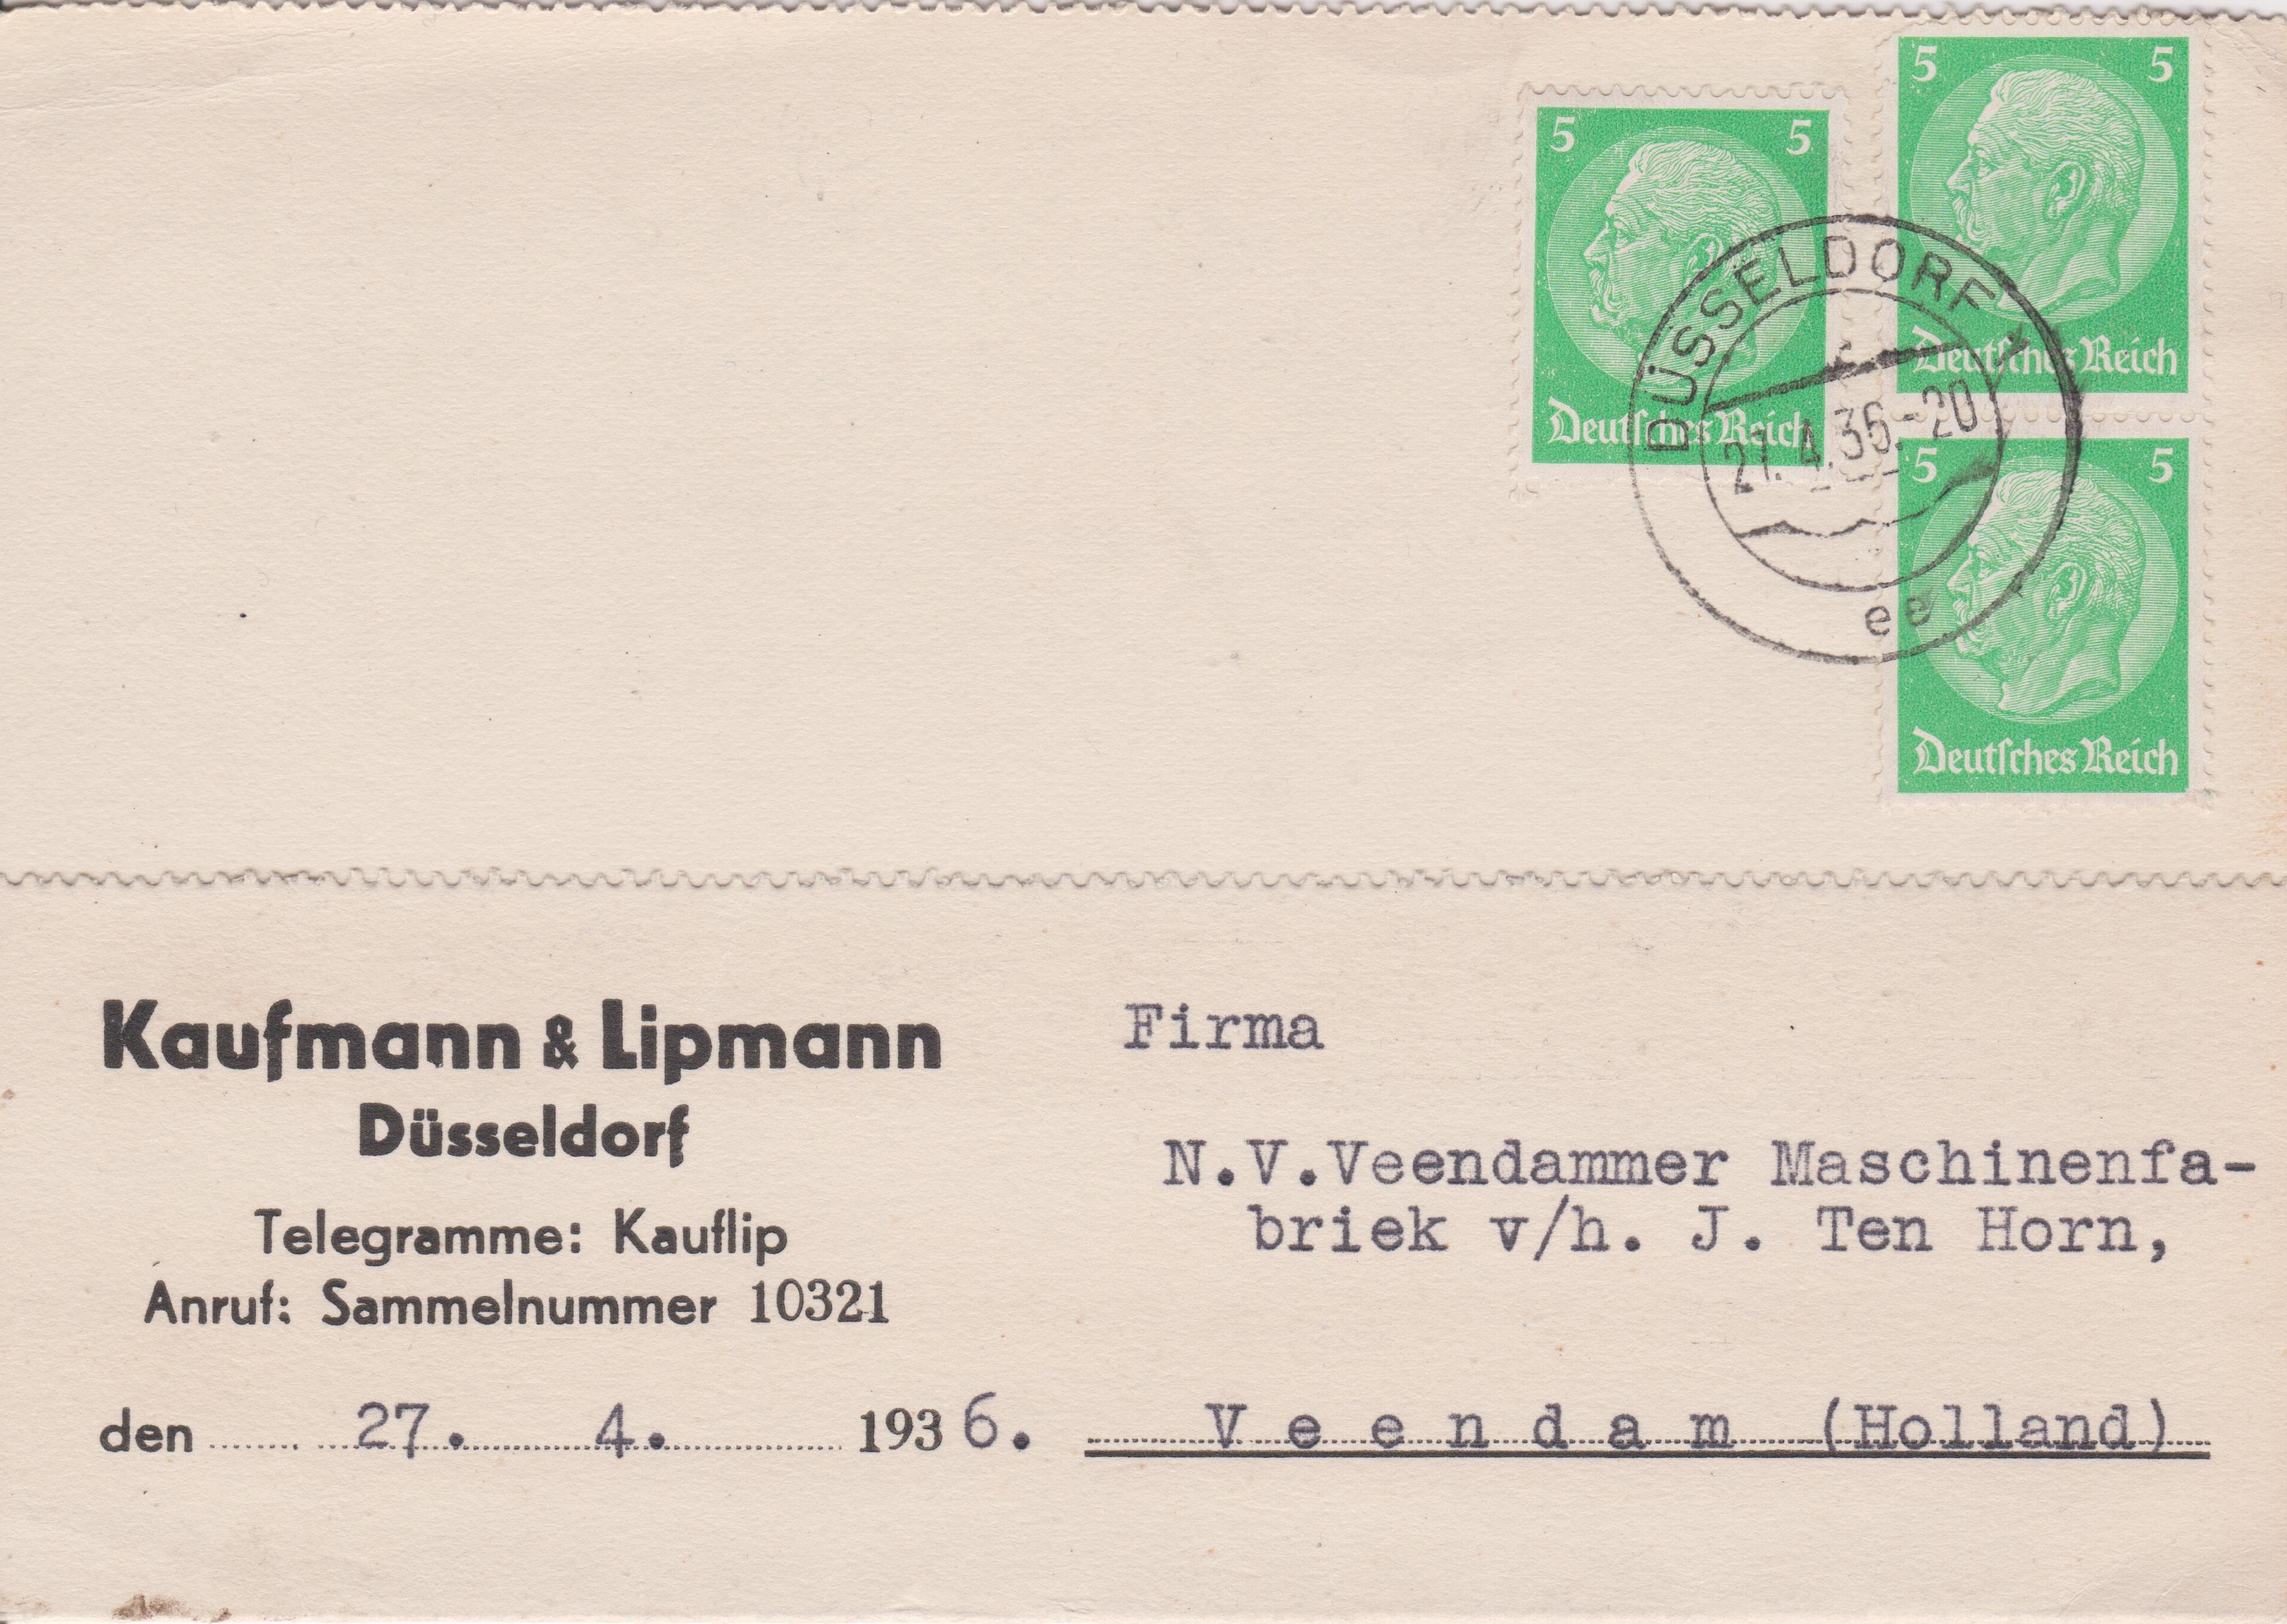 5 5
Deutsches Reich
5 5
Deutsches Reich
5 5
Deutsches Reich
DÜSSELDORF
27.4.36.-20
ee
Kaufmann & Lipmann
Düsseldorf
Telegramme: Kauflip
Anruf: Sammelnummer 10321
den 27. 4. 1936.
Firma
N.V.Veendammer Maschinenfa-
briek v/h. J. Ten Horn,
V e e n d a m (Holland)